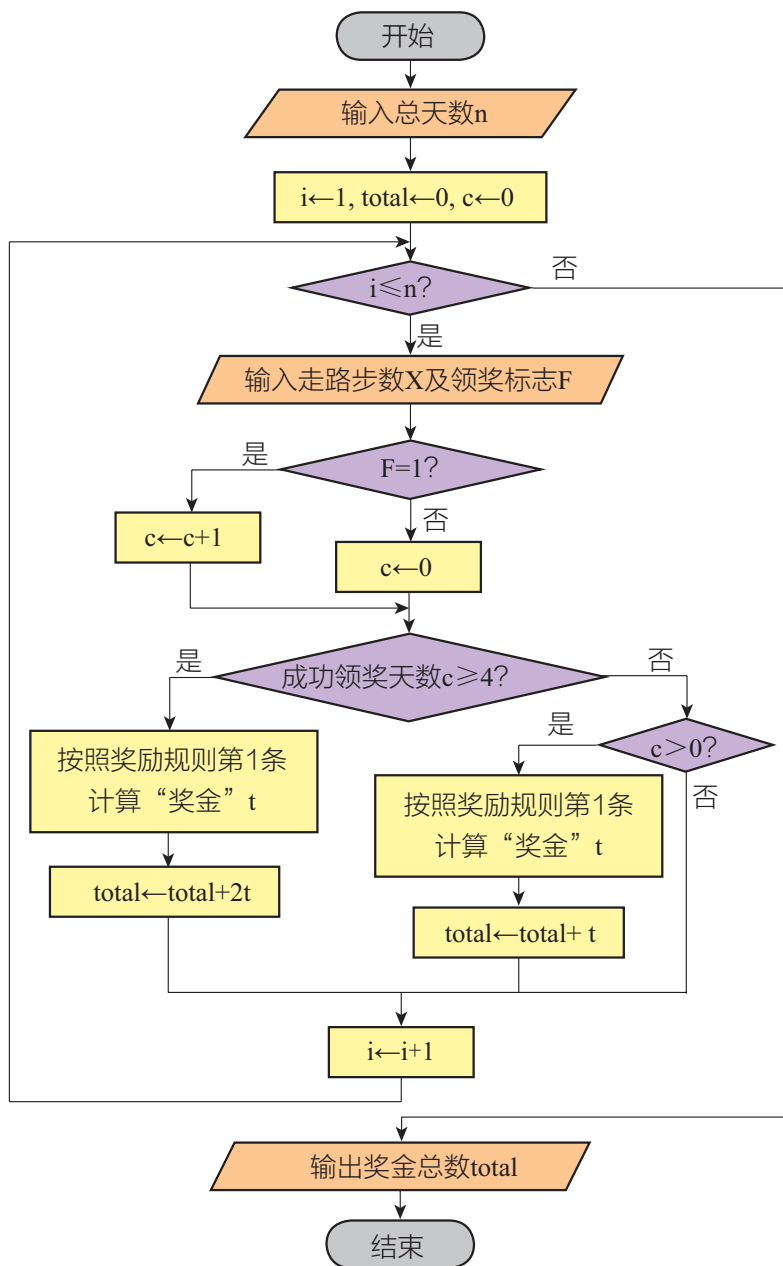 开始
输入总天数n
i←1, total←0, c←0
i≤n?
否
是
输入走路步数X及领奖标志F
F=1?
是
否
c←c+1
c←0
成功领奖天数c≥4?
是
否
c>0?
是
否
按照奖励规则第1条
计算“奖金”t
按照奖励规则第1条
计算“奖金”t
total←total+2t
total←total+ t
i←i+1
输出奖金总数total
结束